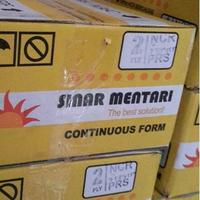 2 NCR
PLY
PRS
SINAR MENTARI
The best solution!
CONTINUOUS FORM
2 NCR
PLY
PRS